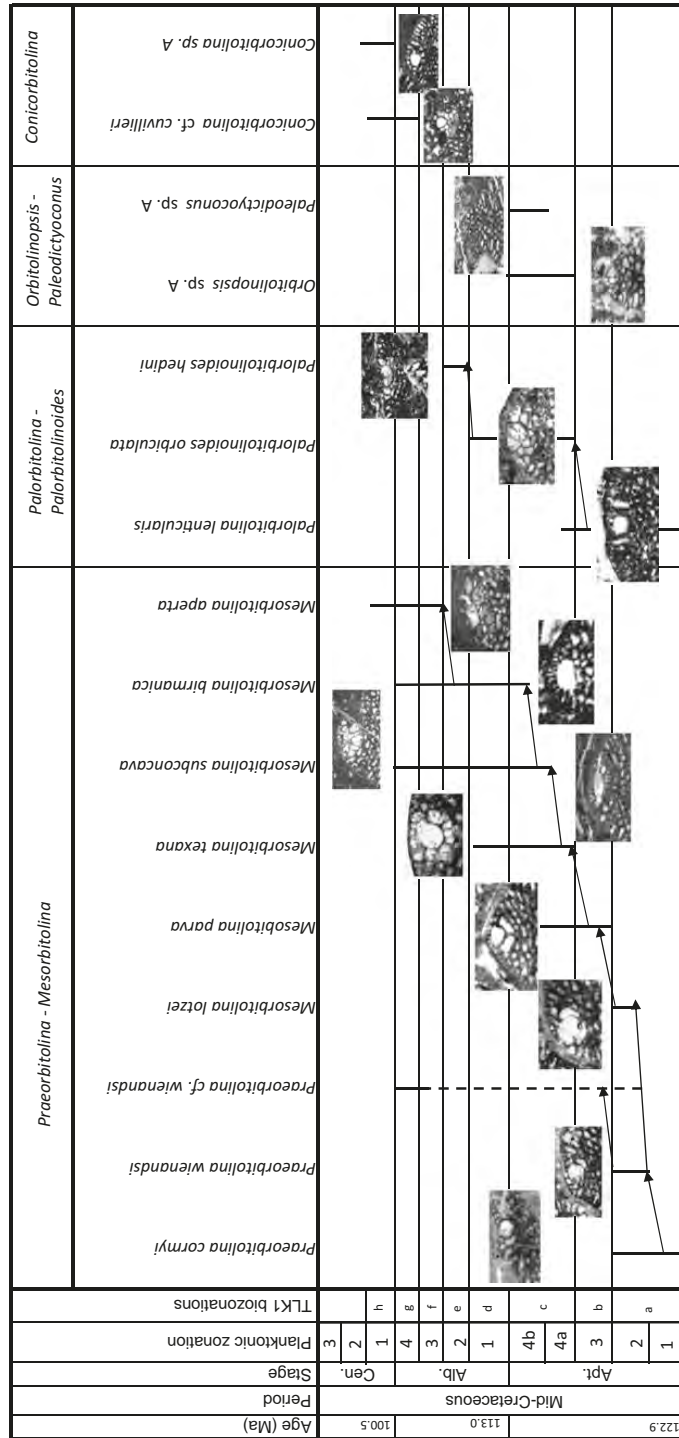 Age (Ma)
Period
Stage
Planktonic zonation
TLK1 biozonations
Praeorbitolina - Mesorbitolina
Palorbitolina -
Palorbitolinoides
Orbitolinopsis -
Paleodictyoconus
Conicorbitolina
Praeorbitolina cormyi
Praeorbitolina wienandsi
Praeorbitolina cf. wienandsi
Mesorbitolina lotzei
Mesobitolina parva
Mesorbitolina texana
Mesorbitolina subconcava
Mesorbitolina birmanica
Mesorbitolina aperta
Palorbitolina lenticularis
Palorbitolinoides orbiculata
Palorbitolinoides hedini
Orbitolinopsis sp. A
Paleodictyoconus sp. A
Conicorbitolina cf. cuvillieri
Conicorbitolina sp. A
100.5
113.0
122.9
Mid-Cretaceous
Cen.
Alb.
Apt.
3
2
1
4
3
2
1
4b
4a
3
2
1
h
g
f
e
d
c
b
a